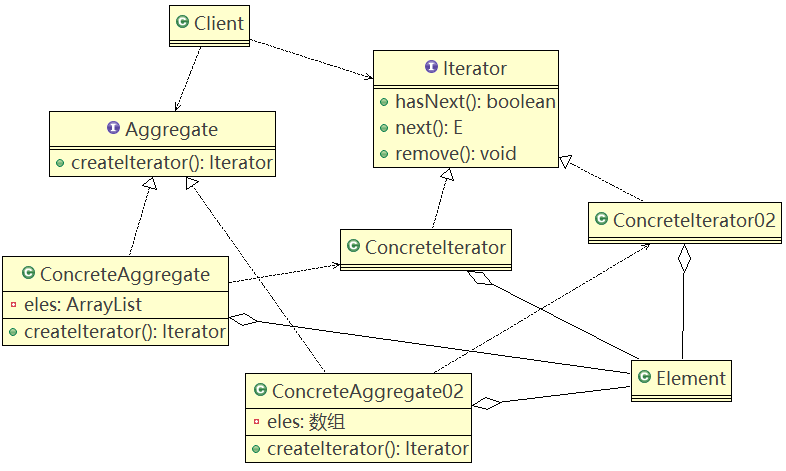 Client
Iterator
hasNext(): boolean
next(): E
remove(): void
Aggregate
createIterator(): Iterator
ConcreteIterator02
ConcreteIterator
ConcreteAggregate
eles: ArrayList
createIterator(): Iterator
Element
ConcreteAggregate02
eles: 数组
createIterator(): Iterator